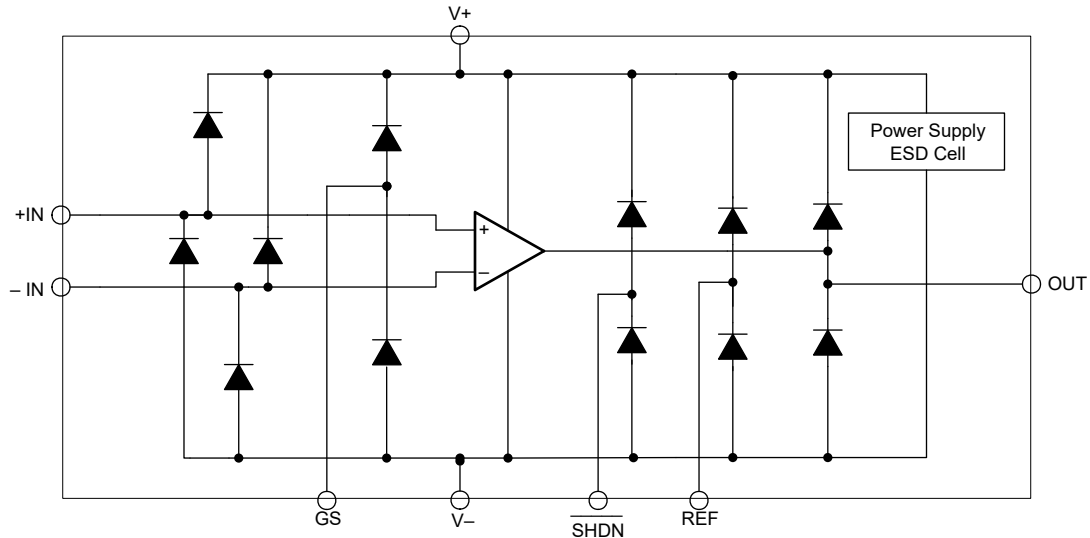 V+
Power Supply
ESD Cell
+IN
+
– IN
–
OUT
GS
V–
SHDN
REF